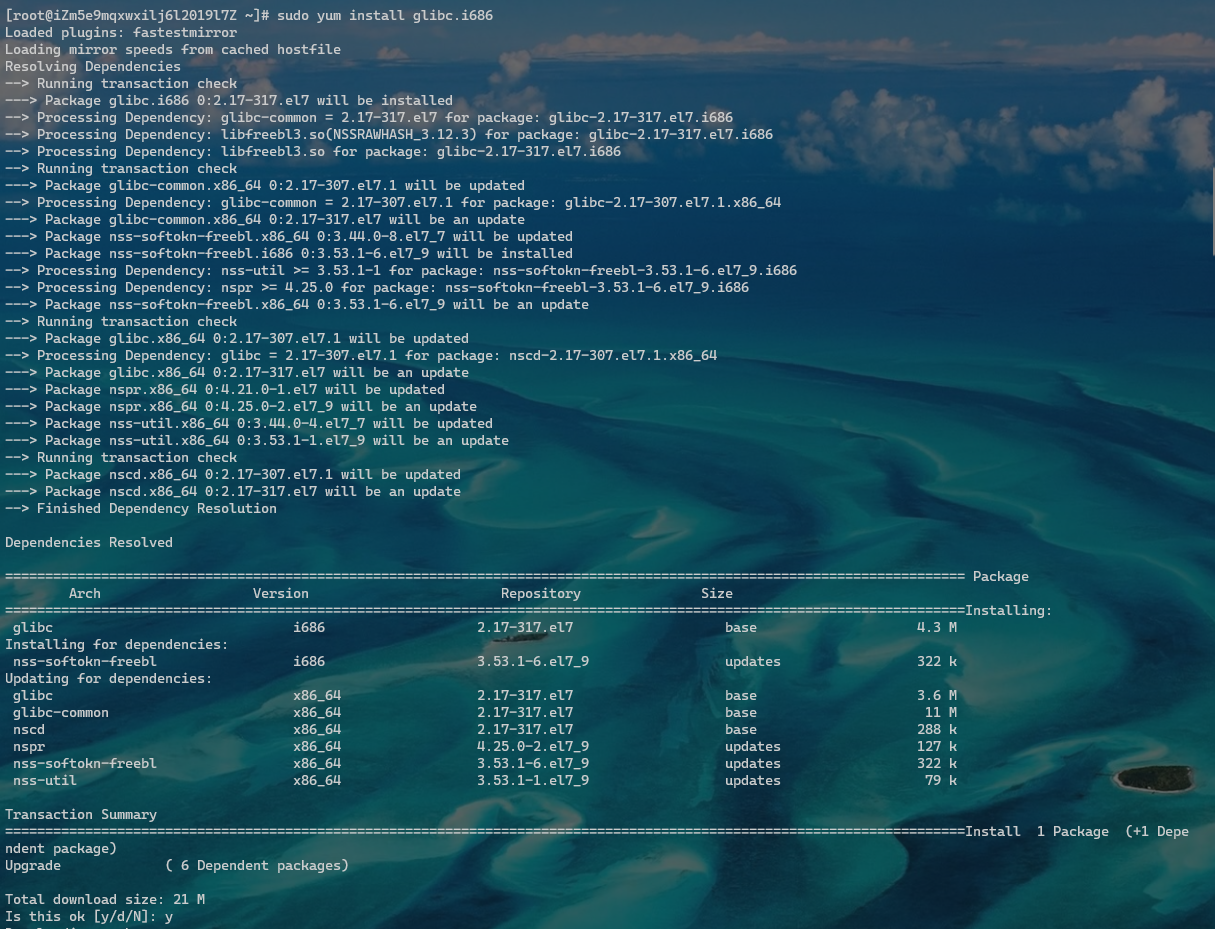 [root@iZm5e9mqxwxilj6l2019l7Z ~]# sudo yum install glibc.i686
Loaded plugins: fastestmirror
Loading mirror speeds from cached hostfile
Resolving Dependencies
--> Running transaction check
---> Package glibc.i686 0:2.17-317.el7 will be installed
--> Processing Dependency: glibc-common = 2.17-317.el7 for package: glibc-2.17-317.el7.i686
--> Processing Dependency: libfreebl3.so(NSSRAWHASH_3.12.3) for package: glibc-2.17-317.el7.i686
--> Processing Dependency: libfreebl3.so for package: glibc-2.17-317.el7.i686
--> Running transaction check
---> Package glibc-common.x86_64 0:2.17-307.el7.1 will be updated
--> Processing Dependency: glibc-common = 2.17-307.el7.1 for package: glibc-2.17-307.el7.1.x86_64
---> Package glibc-common.x86_64 0:2.17-317.el7 will be an update
---> Package nss-softokn-freebl.x86_64 0:3.44.0-8.el7_7 will be updated
---> Package nss-softokn-freebl.i686 0:3.53.1-6.el7_9 will be installed
--> Processing Dependency: nss-util >= 3.53.1-1 for package: nss-softokn-freebl-3.53.1-6.el7_9.i686
--> Processing Dependency: nspr >= 4.25.0 for package: nss-softokn-freebl-3.53.1-6.el7_9.i686
---> Package nss-softokn-freebl.x86_64 0:3.53.1-6.el7_9 will be an update
--> Running transaction check
---> Package glibc.x86_64 0:2.17-307.el7.1 will be updated
--> Processing Dependency: glibc = 2.17-307.el7.1 for package: nscd-2.17-307.el7.1.x86_64
---> Package glibc.x86_64 0:2.17-317.el7 will be an update
---> Package nspr.x86_64 0:4.21.0-1.el7 will be updated
---> Package nspr.x86_64 0:4.25.0-2.el7_9 will be an update
---> Package nss-util.x86_64 0:3.44.0-4.el7_7 will be updated
---> Package nss-util.x86_64 0:3.53.1-1.el7_9 will be an update
--> Running transaction check
---> Package nscd.x86_64 0:2.17-307.el7.1 will be updated
---> Package nscd.x86_64 0:2.17-317.el7 will be an update
--> Finished Dependency Resolution
Dependencies Resolved
======================================================================================================================== Package
Arch Version Repository Size
========================================================================================================================Installing:
glibc i686 2.17-317.el7 base 4.3 M
Installing for dependencies:
nss-softokn-freebl i686 3.53.1-6.el7_9 updates 322 k
Updating for dependencies:
glibc x86_64 2.17-317.el7 base 3.6 M
glibc-common x86_64 2.17-317.el7 base 11 M
nscd x86_64 2.17-317.el7 base 288 k
nspr x86_64 4.25.0-2.el7_9 updates 127 k
nss-softokn-freebl x86_64 3.53.1-6.el7_9 updates 322 k
nss-util x86_64 3.53.1-1.el7_9 updates 79 k
Transaction Summary
========================================================================================================================Install 1 Package (+1 Depe
ndent package)
Upgrade ( 6 Dependent packages)
Total download size: 21 M
Is this ok [y/d/N]: y